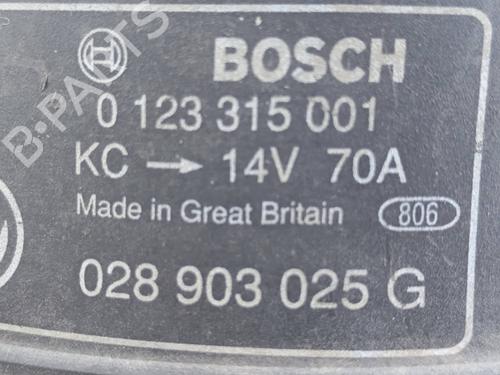 BOSCH
0 123 315 001
KC → 14V 70A
Made in Great Britain 806
028 903 025 G
B-PARTS